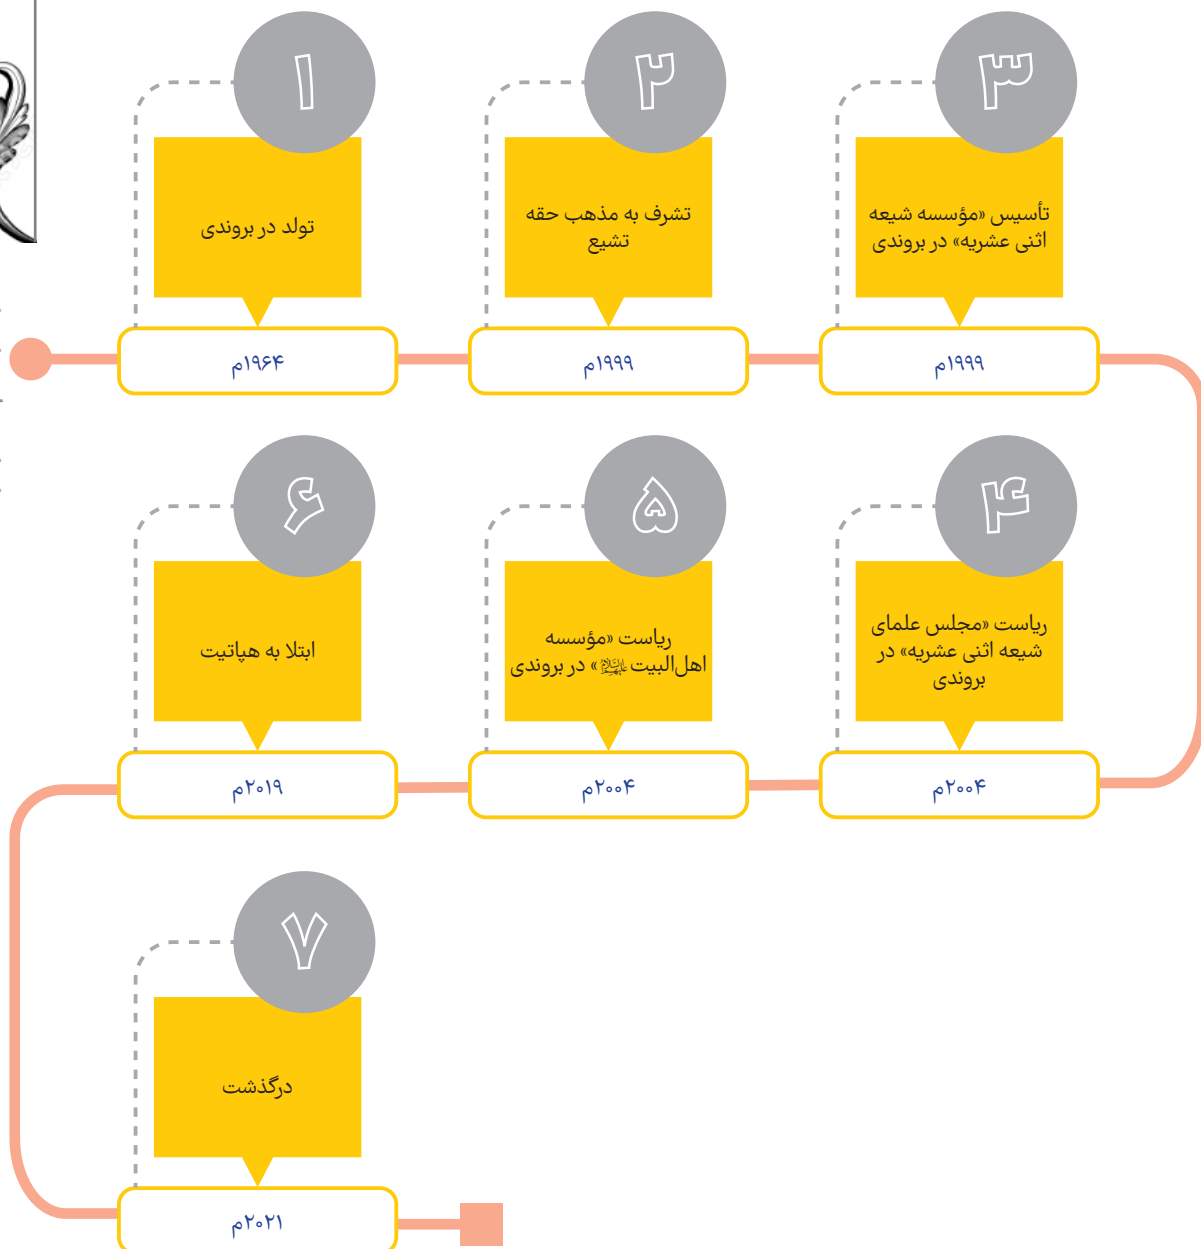 ۱
تولد در بروندی
۱۹۶۴م
۲
تشرف به مذهب حقه
تشیع
۱۹۹۹م
۳
تأسیس «مؤسسه شیعه
اثنی عشریه» در بروندی
۱۹۹۹م
۴
ریاست «مجلس علمای
شیعه اثنی عشریه» در
بروندی
۲۰۰۴م
۵
ریاست «مؤسسه
اهل‌البیت علیهم‌السلام» در بروندی
۲۰۰۴م
۶
ابتلا به هپاتیت
۲۰۱۹م
۷
درگذشت
۲۰۲۱م